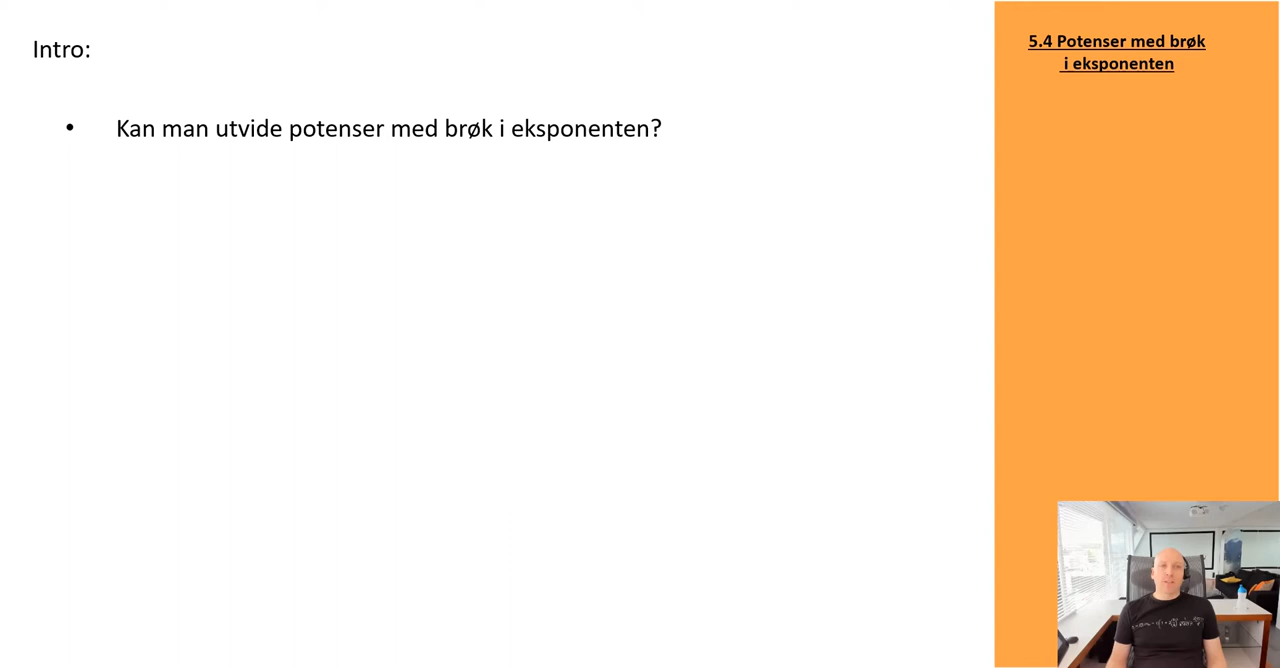 Intro:
• Kan man utvide potenser med brøk i eksponenten?
5.4 Potenser med brøk
i eksponenten